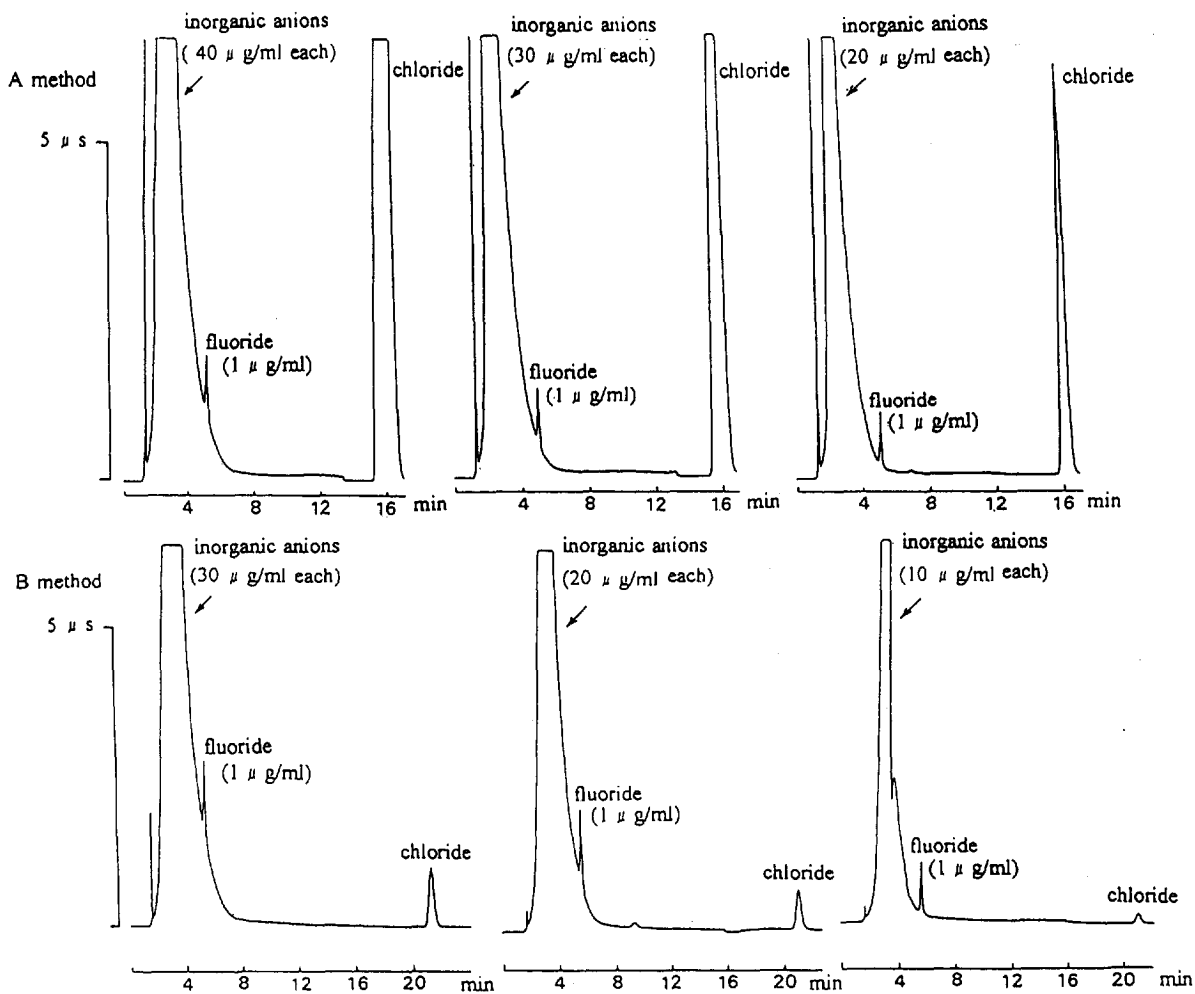 inorganic anions
( 40 μ g/ml each)
inorganic anions
(30 μ g/ml each)
inorganic anions
(20 μ g/ml each)
A method
chloride
chloride
chloride
5 μ s
fluoride
(1 μ g/ml)
fluoride
(1 μ g/ml)
fluoride
(1 μ g/ml)
4 8 12 16 min
4 8 12 16 min
4 8 12 16 min
inorganic anions
(30 μ g/ml each)
inorganic anions
(20 μ g/ml each)
inorganic anions
(10 μ g/ml each)
B method
5 μ s
fluoride
(1 μ g/ml)
fluoride
(1 μ g/ml)
fluoride
(1 μ g/ml)
chloride
chloride
chloride
4 8 12 16 20 min
4 8 12 16 20 min
4 8 12 16 20 min